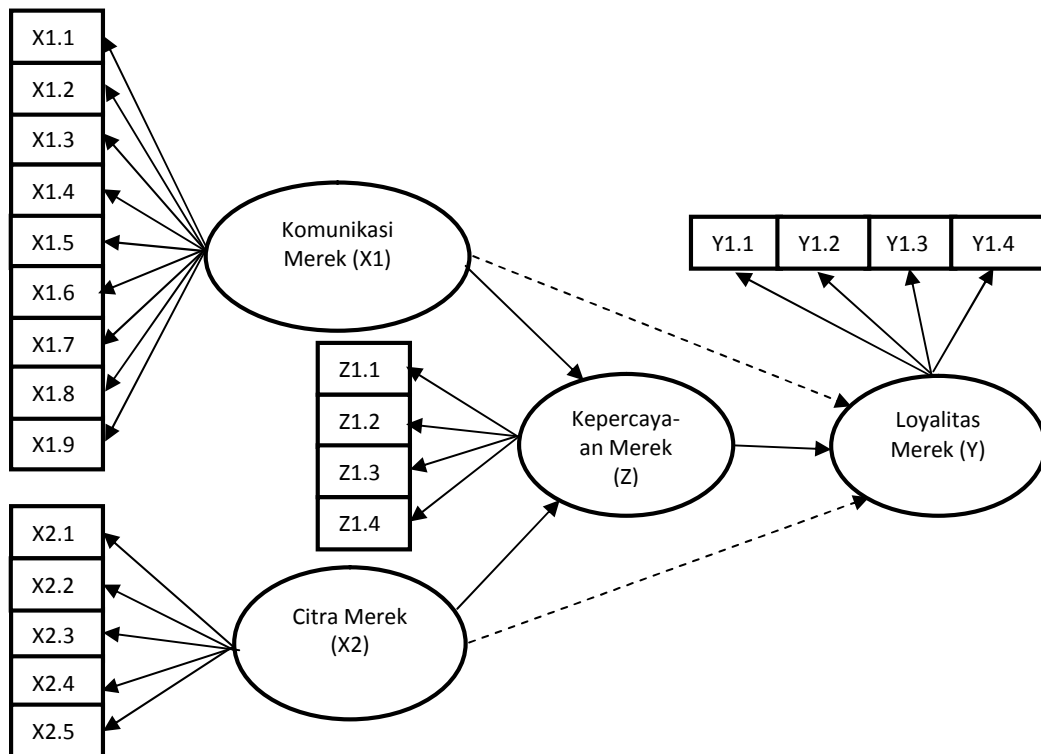 X1.1
X1.2
X1.3
X1.4
X1.5
X1.6
X1.7
X1.8
X1.9
Komunikasi
Merek (X1)
Y1.1
Y1.2
Y1.3
Y1.4
Z1.1
Z1.2
Z1.3
Z1.4
Kepercaya-
an Merek
(Z)
Loyalitas
Merek (Y)
X2.1
X2.2
X2.3
X2.4
X2.5
Citra Merek
(X2)